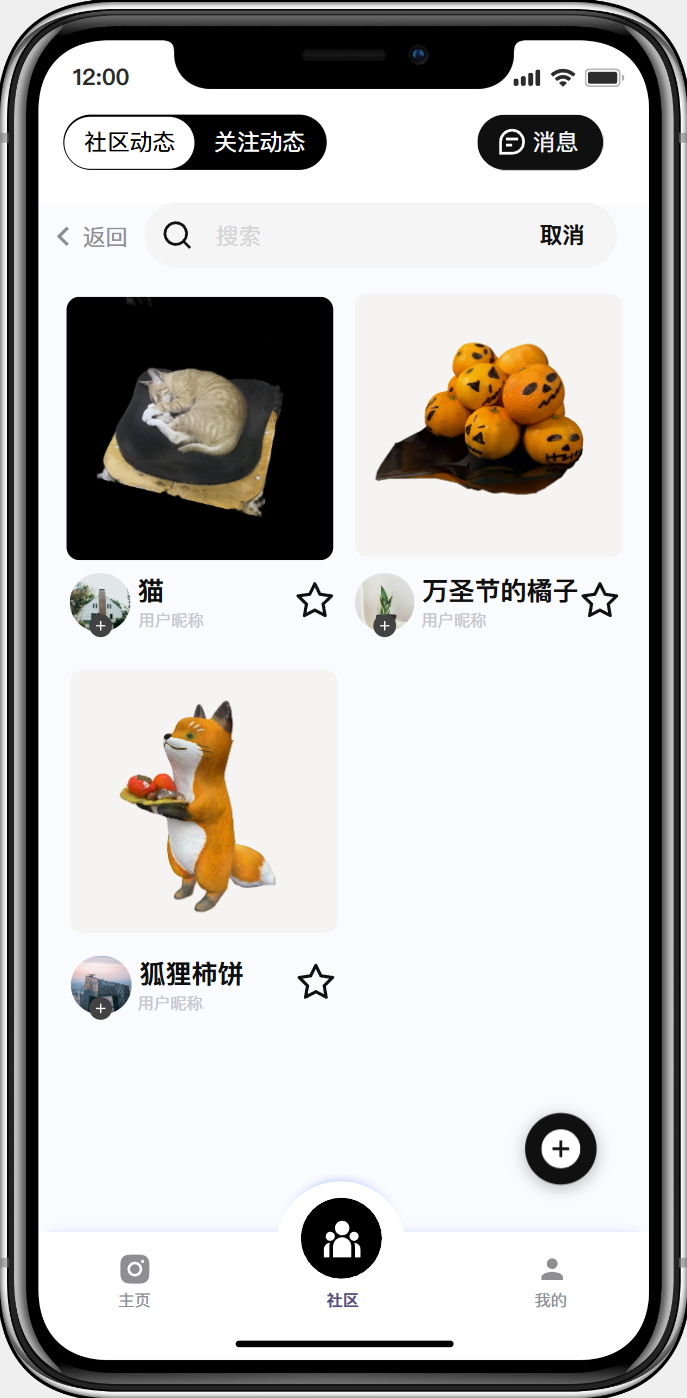 12:00
社区动态 关注动态 消息
返回 搜索 取消
猫
用户昵称
万圣节的橘子
用户昵称
狐狸柿饼
用户昵称
主页 社区 我的